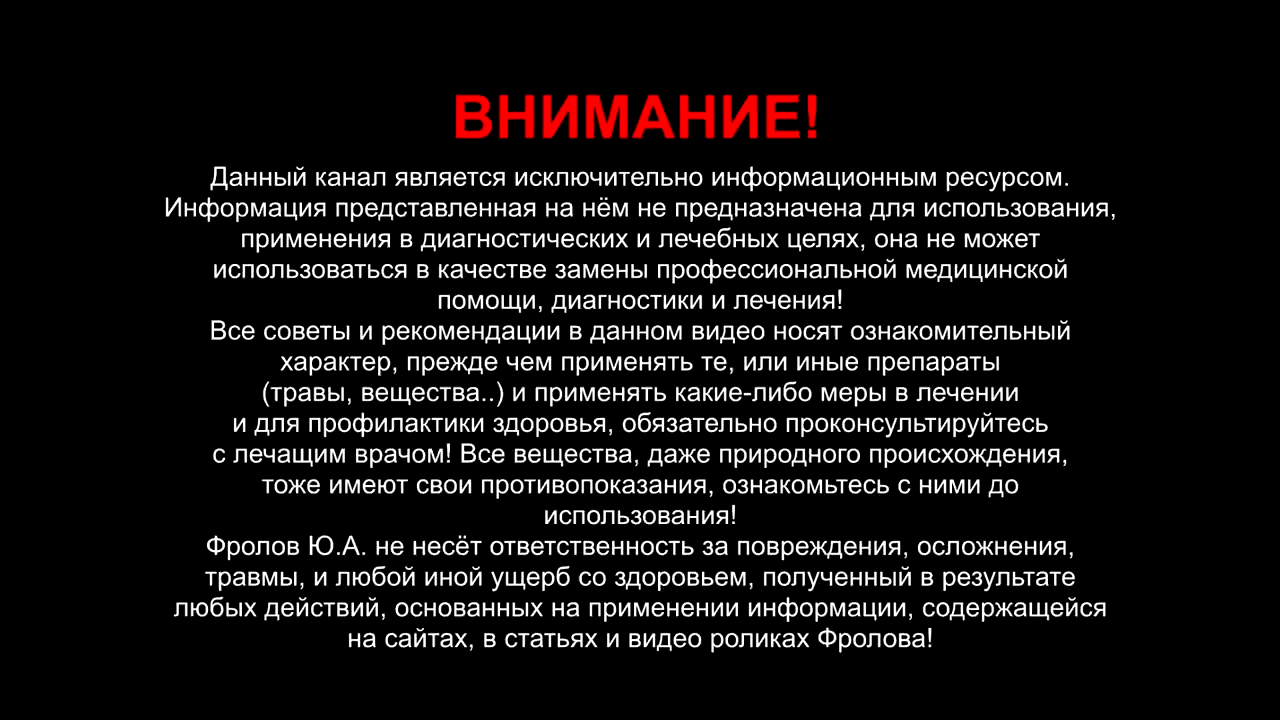 ВНИМАНИЕ!
Данный канал является исключительно информационным ресурсом.
Информация представленная на нём не предназначена для использования,
применения в диагностических и лечебных целях, она не может
использоваться в качестве замены профессиональной медицинской
помощи, диагностики и лечения!
Все советы и рекомендации в данном видео носят ознакомительный
характер, прежде чем применять те, или иные препараты
(травы, вещества..) и применять какие-либо меры в лечении
и для профилактики здоровья, обязательно проконсультируйтесь
с лечащим врачом! Все вещества, даже природного происхождения,
тоже имеют свои противопоказания, ознакомьтесь с ними до
использования!
Фролов Ю.А. не несёт ответственность за повреждения, осложнения,
травмы, и любой иной ущерб со здоровьем, полученный в результате
любых действий, основанных на применении информации, содержащейся
на сайтах, в статьях и видео роликах Фролова!